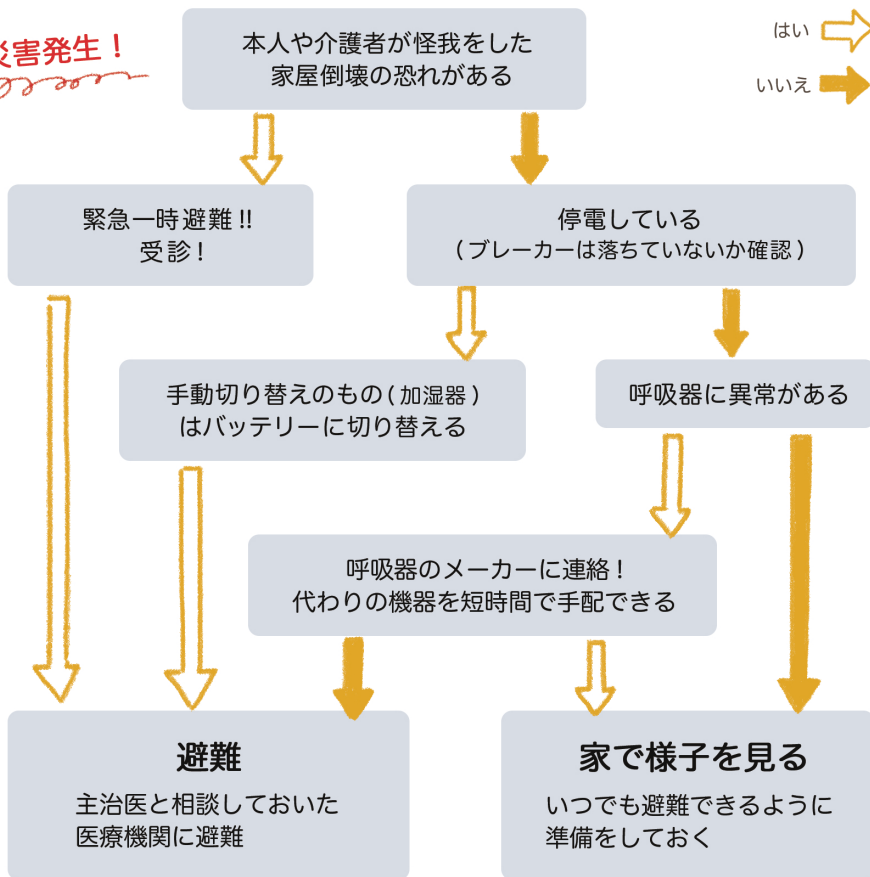 災害発生！
本人や介護者が怪我をした
家屋倒壊の恐れがある
はい
いいえ
緊急一時避難!!
受診！
停電している
（ブレーカーは落ちていないか確認）
手動切り替えのもの（加湿器）
はバッテリーに切り替える
呼吸器に異常がある
呼吸器のメーカーに連絡！
代わりの機器を短時間で手配できる
避難
主治医と相談しておいた
医療機関に避難
家で様子を見る
いつでも避難できるように
準備をしておく